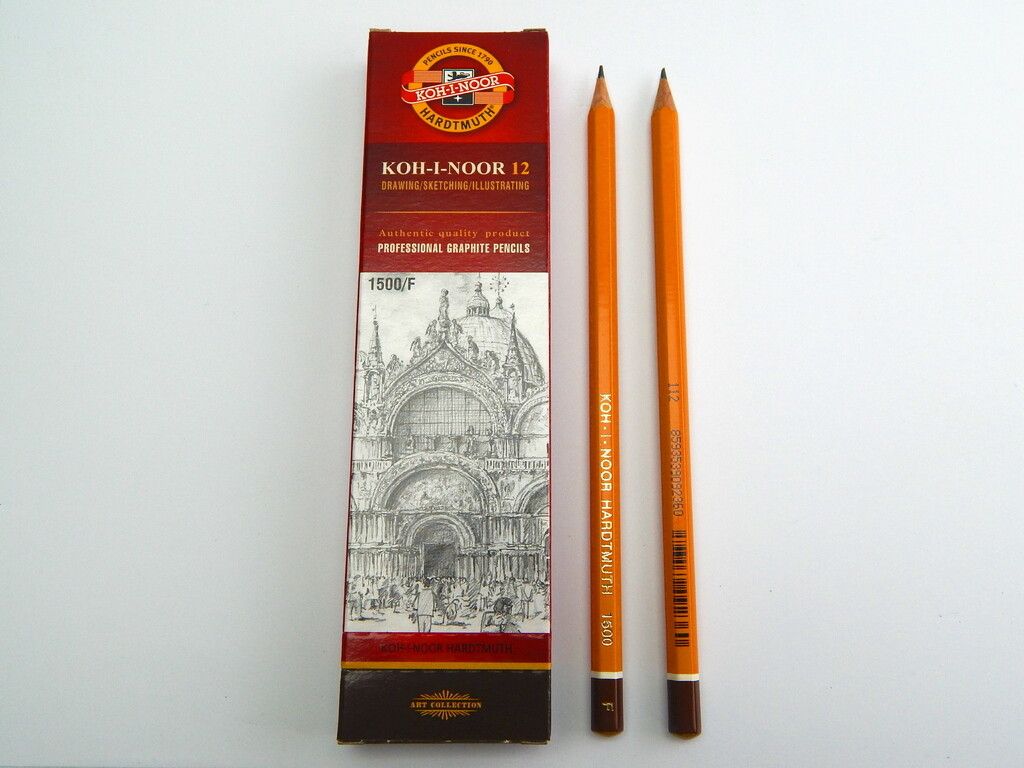 PENCILS SINCE 1790
KOH-I-NOOR
HARDTMUTH
KOH-I-NOOR 12
DRAWING/SKETCHING/ILLUSTRATING
Authentic quality product
PROFESSIONAL GRAPHITE PENCILS
1500/F
KOH-I-NOOR HARDTMUTH
ART COLLECTION
KOH-I-NOOR HARDTMUTH 1500
F
112